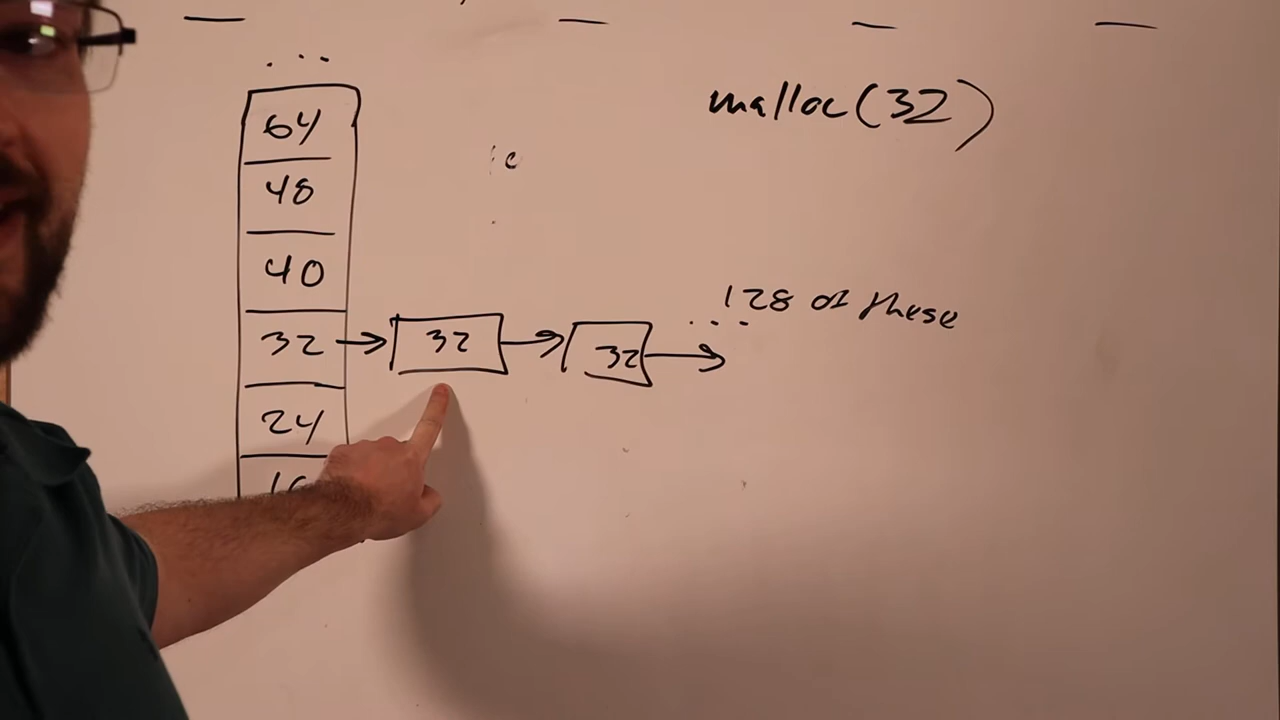 ...
malloc(32)
64
48
40
128 of these
...
32 → 32 → 32 →
24